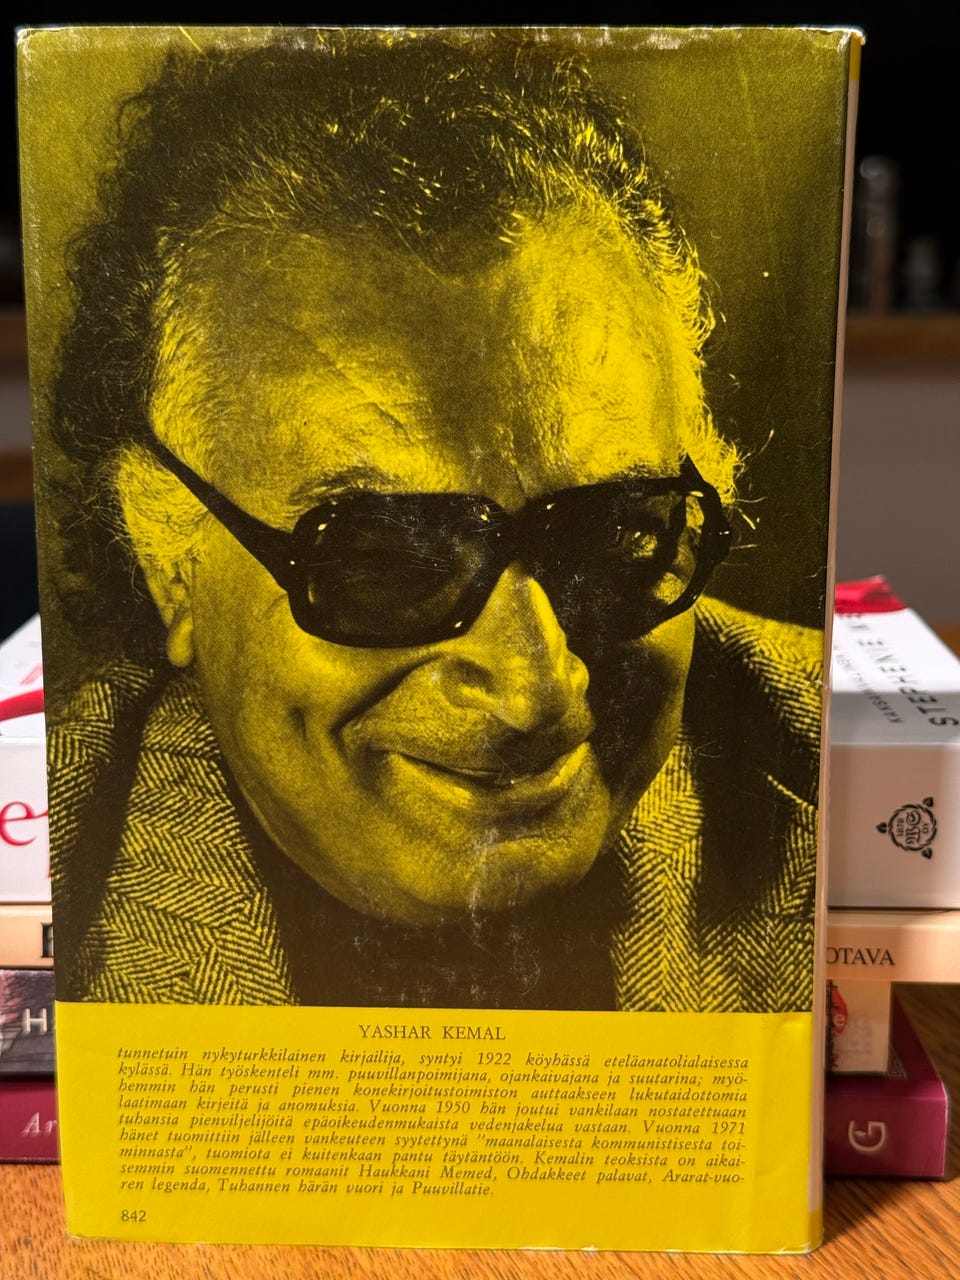 YASHAR KEMAL
tunnetuin nykyturkkilainen kirjailija, syntyi 1922 köyhässä eteläanatolialaisessa
kylässä. Hän työskenteli mm. puuvillanpoimijana, ojankaivajana ja suutarina; myö-
hemmin hän perusti pienen konekirjoitustoimiston auttaakseen lukutaidottomia
laatimaan kirjeitä ja anomuksia. Vuonna 1950 hän joutui vankilaan nostatettuaan
tuhansia pienviljelijöitä epäoikeudenmukaista vedenjakelua vastaan. Vuonna 1971
hänet tuomittiin jälleen vankeuteen syytettynä "maanalaisesta kommunistisesta toi-
minnasta", tuomiota ei kuitenkaan pantu täytäntöön. Kemalin teoksista on aikai-
semmin suomennettu romaanit Haukkani Memed, Ohdakkeet palavat, Ararat-vuo-
ren legenda, Tuhannen härän vuori ja Puuvillatie.
842
STEPHENIE
OTAVA
e
H
Ar
G